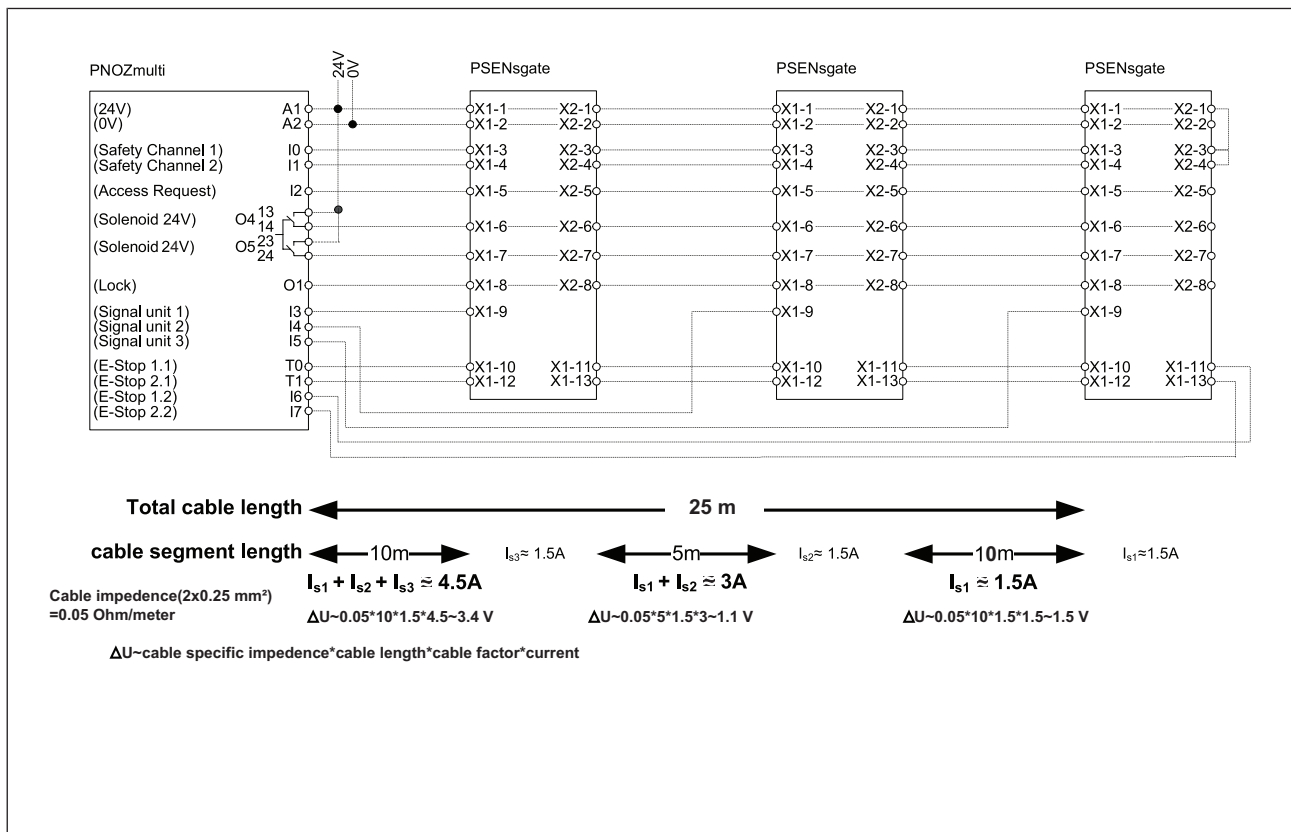 24V
0V
PNOZmulti
PSENsgate
PSENsgate
PSENsgate
(24V) A1 X1-1 X2-1 X1-1 X2-1 X1-1 X2-1
(0V) A2 X1-2 X2-2 X1-2 X2-2 X1-2 X2-2
(Safety Channel 1) I0 X1-3 X2-3 X1-3 X2-3 X1-3 X2-3
(Safety Channel 2) I1 X1-4 X2-4 X1-4 X2-4 X1-4 X2-4
(Access Request) I2 X1-5 X2-5 X1-5 X2-5 X1-5 X2-5
13
(Solenoid 24V) O4 14 X1-6 X2-6 X1-6 X2-6 X1-6 X2-6
23
(Solenoid 24V) O5 24 X1-7 X2-7 X1-7 X2-7 X1-7 X2-7
(Lock) O1 X1-8 X2-8 X1-8 X2-8 X1-8 X2-8
(Signal unit 1) I3 X1-9 X1-9 X1-9
(Signal unit 2) I4
(Signal unit 3) I5
(E-Stop 1.1) T0 X1-10 X1-11 X1-10 X1-11 X1-10 X1-11
(E-Stop 2.1) T1 X1-12 X1-13 X1-12 X1-13 X1-12 X1-13
(E-Stop 1.2) I6
(E-Stop 2.2) I7
Total cable length 25 m
cable segment length 10m Is3≈ 1.5A 5m Is2≈ 1.5A 10m Is1≈1.5A
Is1 + Is2 + Is3 ≈ 4.5A Is1 + Is2 ≈ 3A Is1 ≈ 1.5A
Cable impedence(2x0.25 mm²)
=0.05 Ohm/meter
ΔU~0.05*10*1.5*4.5~3.4 V ΔU~0.05*5*1.5*3~1.1 V ΔU~0.05*10*1.5*1.5~1.5 V
ΔU~cable specific impedence*cable length*cable factor*current